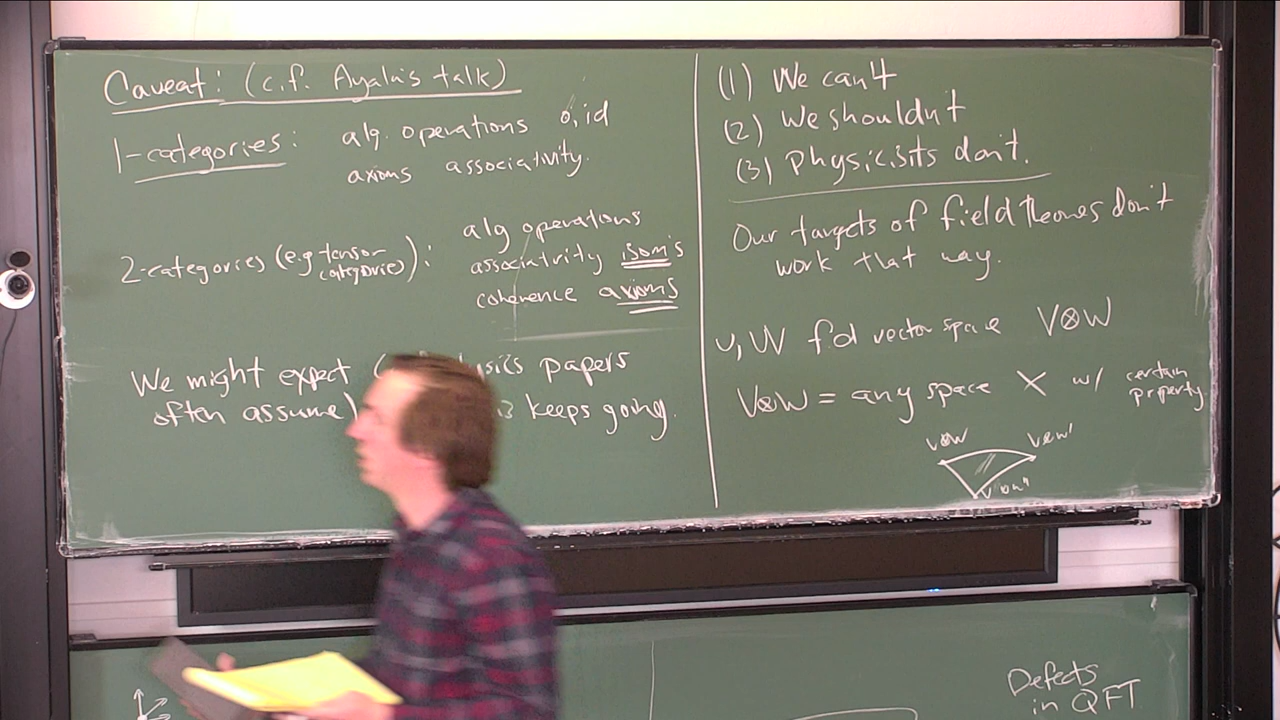 Caveat: (c.f. Ayala's talk)
1-categories: alg. operations o, id
axioms associativity.
2-categories (e.g tensor categories): alg operations
associativity isom's
coherence axioms
We might expect ( papers
often assume) keeps going.
(1) We can't
(2) We shouldn't
(3) Physicisits don't.
Our targets of field theories don't
work that way.
V, W f.d vector space V⊗W
V⊗W = any space X w/ certain property
V⊗W V⊗W'
V⊗W"
Defects
in QFT